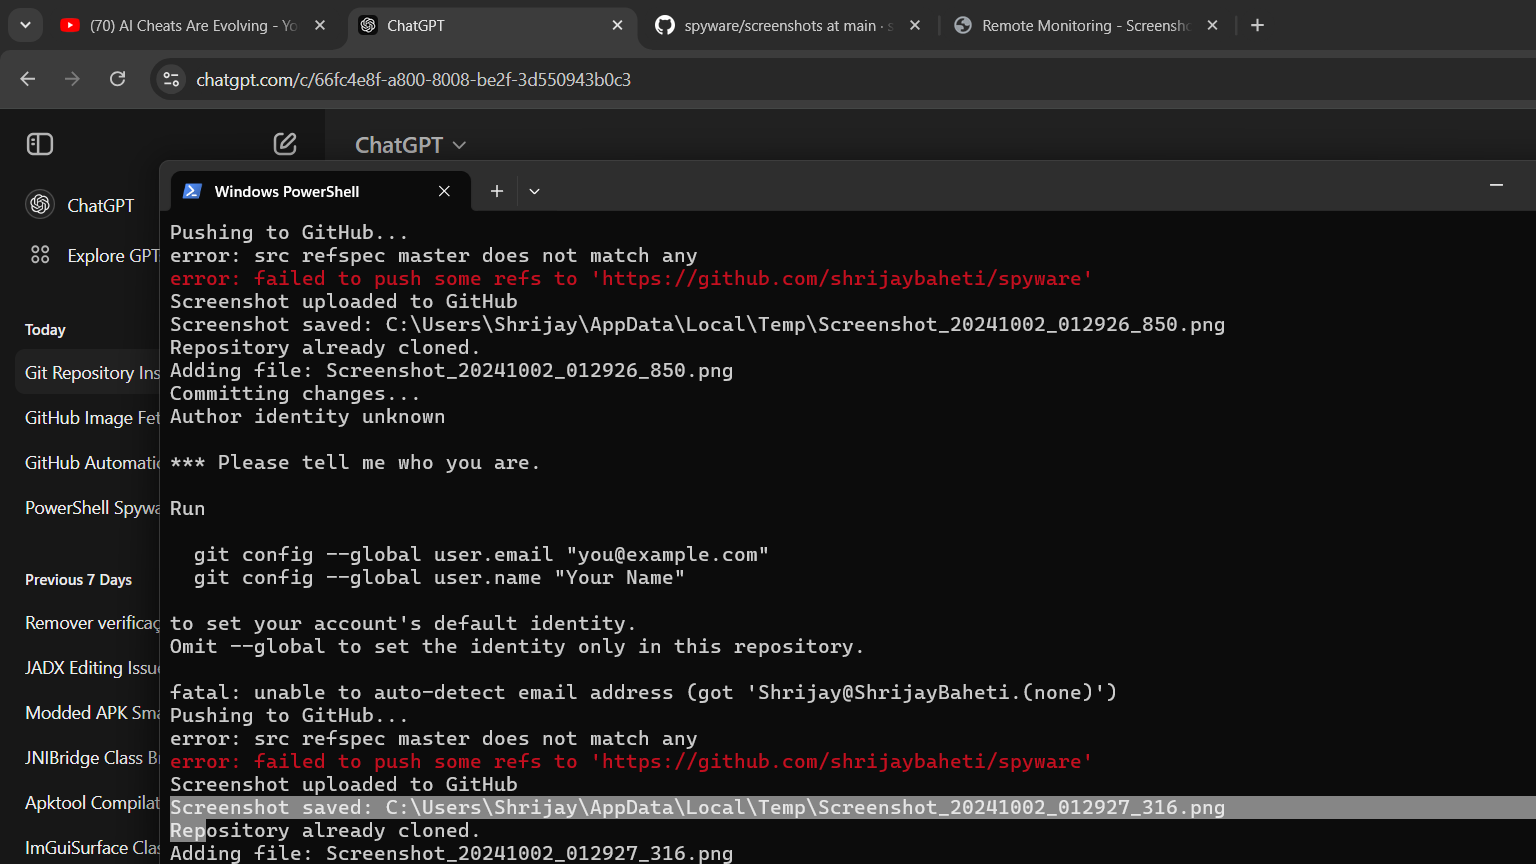 (70) AI Cheats Are Evolving - Yo
ChatGPT
spyware/screenshots at main · s
Remote Monitoring - Screensho
chatgpt.com/c/66fc4e8f-a800-8008-be2f-3d550943b0c3
ChatGPT
Windows PowerShell
ChatGPT
Explore GPT
Today
Git Repository Ins
GitHub Image Fet
GitHub Automatic
PowerShell Spywa
Previous 7 Days
Remover verificaç
JADX Editing Issue
Modded APK Sma
JNIBridge Class B
Apktool Compilat
ImGuiSurface Clas
Pushing to GitHub...
error: src refspec master does not match any
error: failed to push some refs to 'https://github.com/shrijaybaheti/spyware'
Screenshot uploaded to GitHub
Screenshot saved: C:\Users\Shrijay\AppData\Local\Temp\Screenshot_20241002_012926_850.png
Repository already cloned.
Adding file: Screenshot_20241002_012926_850.png
Committing changes...
Author identity unknown
*** Please tell me who you are.
Run
git config --global user.email "you@example.com"
git config --global user.name "Your Name"
to set your account's default identity.
Omit --global to set the identity only in this repository.
fatal: unable to auto-detect email address (got 'Shrijay@ShrijayBaheti.(none)')
Pushing to GitHub...
error: src refspec master does not match any
error: failed to push some refs to 'https://github.com/shrijaybaheti/spyware'
Screenshot uploaded to GitHub
Screenshot saved: C:\Users\Shrijay\AppData\Local\Temp\Screenshot_20241002_012927_316.png
Repository already cloned.
Adding file: Screenshot_20241002_012927_316.png